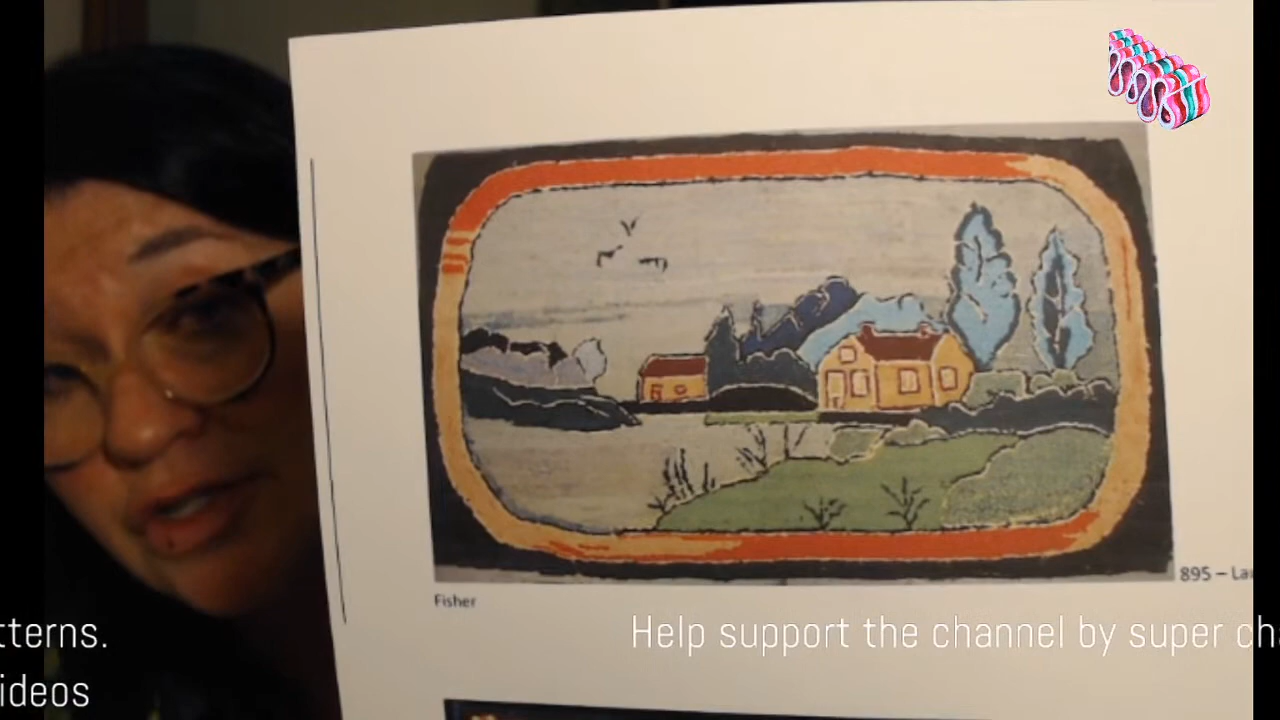 895 – La
Fisher
tterns.
Help support the channel by super ch
ideos